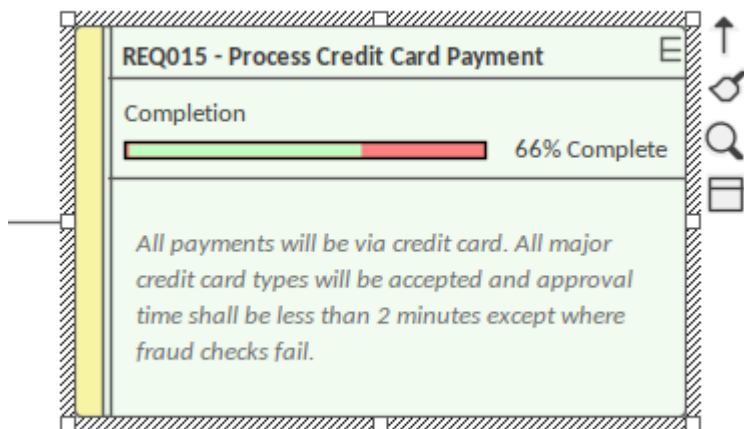 REQ015 - Process Credit Card Payment
Completion
66% Complete
All payments will be via credit card. All major
credit card types will be accepted and approval
time shall be less than 2 minutes except where
fraud checks fail.